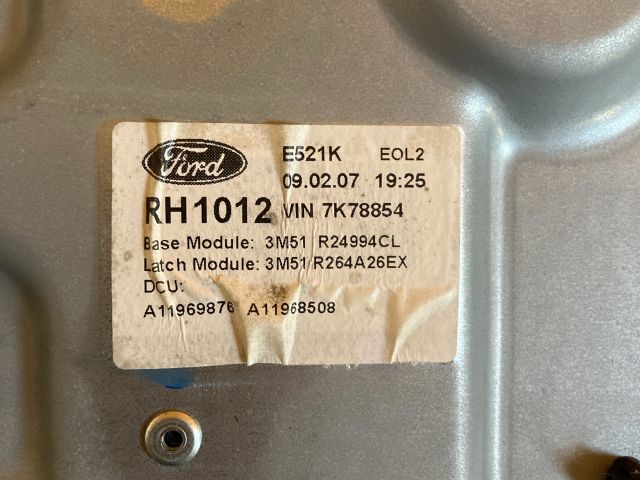 Ford E521K EOL2
09.02.07 19:25
RH1012 VIN 7K78854
Base Module: 3M51 R24994CL
Latch Module: 3M51 R264A26EX
DCU:
A11969876 A11968508